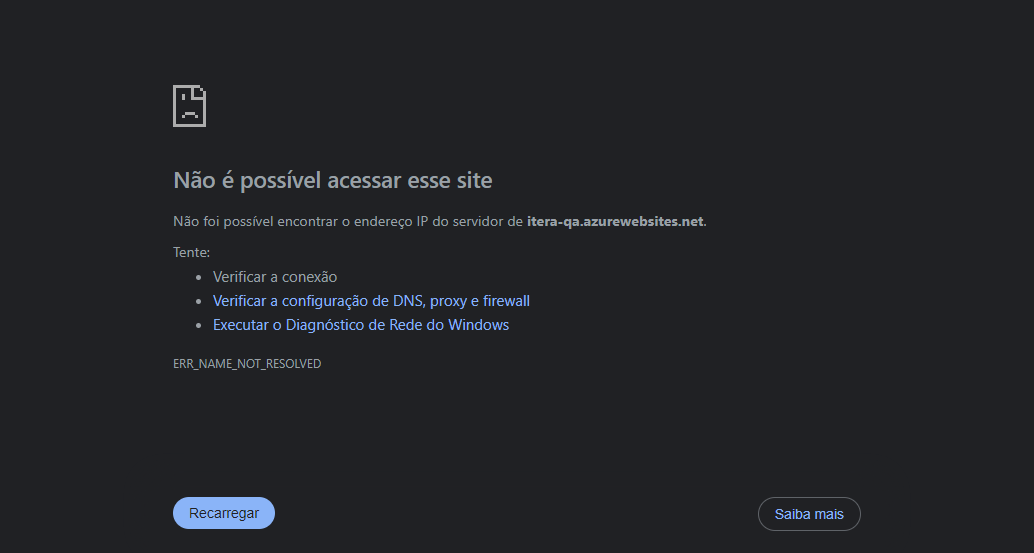 Não é possível acessar esse site
Não foi possível encontrar o endereço IP do servidor de itera-qa.azurewebsites.net.
Tente:
Verificar a conexão
Verificar a configuração de DNS, proxy e firewall
Executar o Diagnóstico de Rede do Windows
ERR_NAME_NOT_RESOLVED
Recarregar
Saiba mais